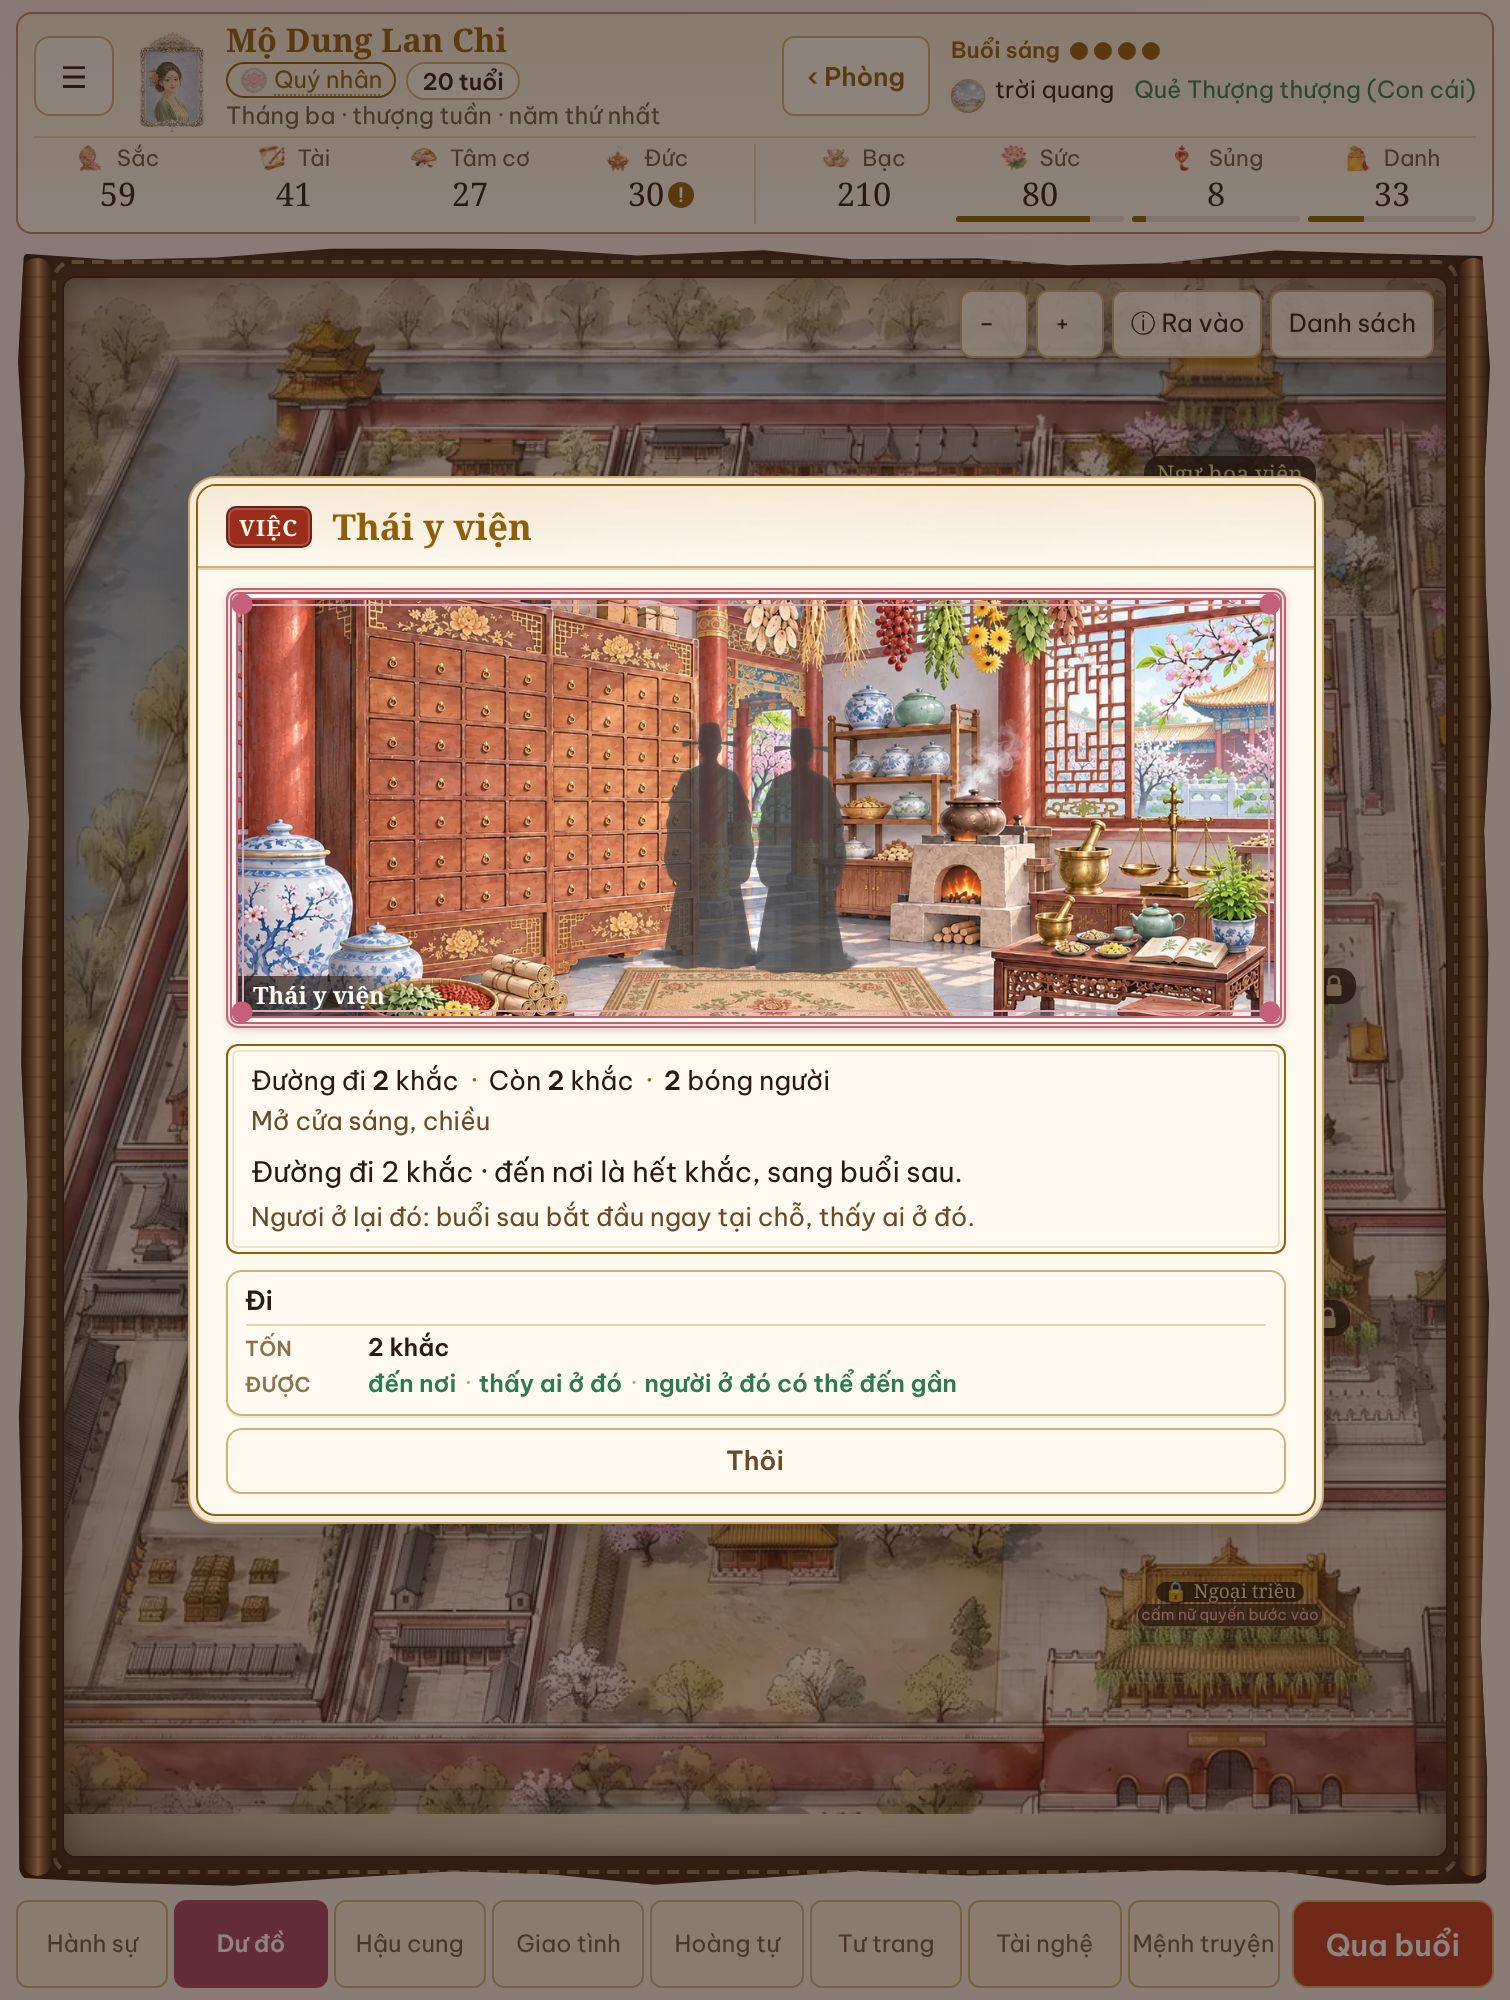 ☰
Mộ Dung Lan Chi
Quý nhân
20 tuổi
Tháng ba · thượng tuần · năm thứ nhất
‹ Phòng
Buổi sáng
trời quang Quẻ Thượng thượng (Con cái)
Sắc Tài Tâm cơ Đức Bạc Sức Sủng Danh
59 41 27 30 ! 210 80 8 33
− + ⓘ Ra vào Danh sách
Ngự hoa viên
VIỆC Thái y viện
Thái y viện
Đường đi 2 khắc · Còn 2 khắc · 2 bóng người
Mở cửa sáng, chiều
Đường đi 2 khắc · đến nơi là hết khắc, sang buổi sau.
Ngươi ở lại đó: buổi sau bắt đầu ngay tại chỗ, thấy ai ở đó.
Đi
TỐN 2 khắc
ĐƯỢC đến nơi · thấy ai ở đó · người ở đó có thể đến gần
Thôi
Ngoại triều
cấm nữ quyến bước vào
Hành sự Dư đồ Hậu cung Giao tình Hoàng tự Tư trang Tài nghệ Mệnh truyện Qua buổi